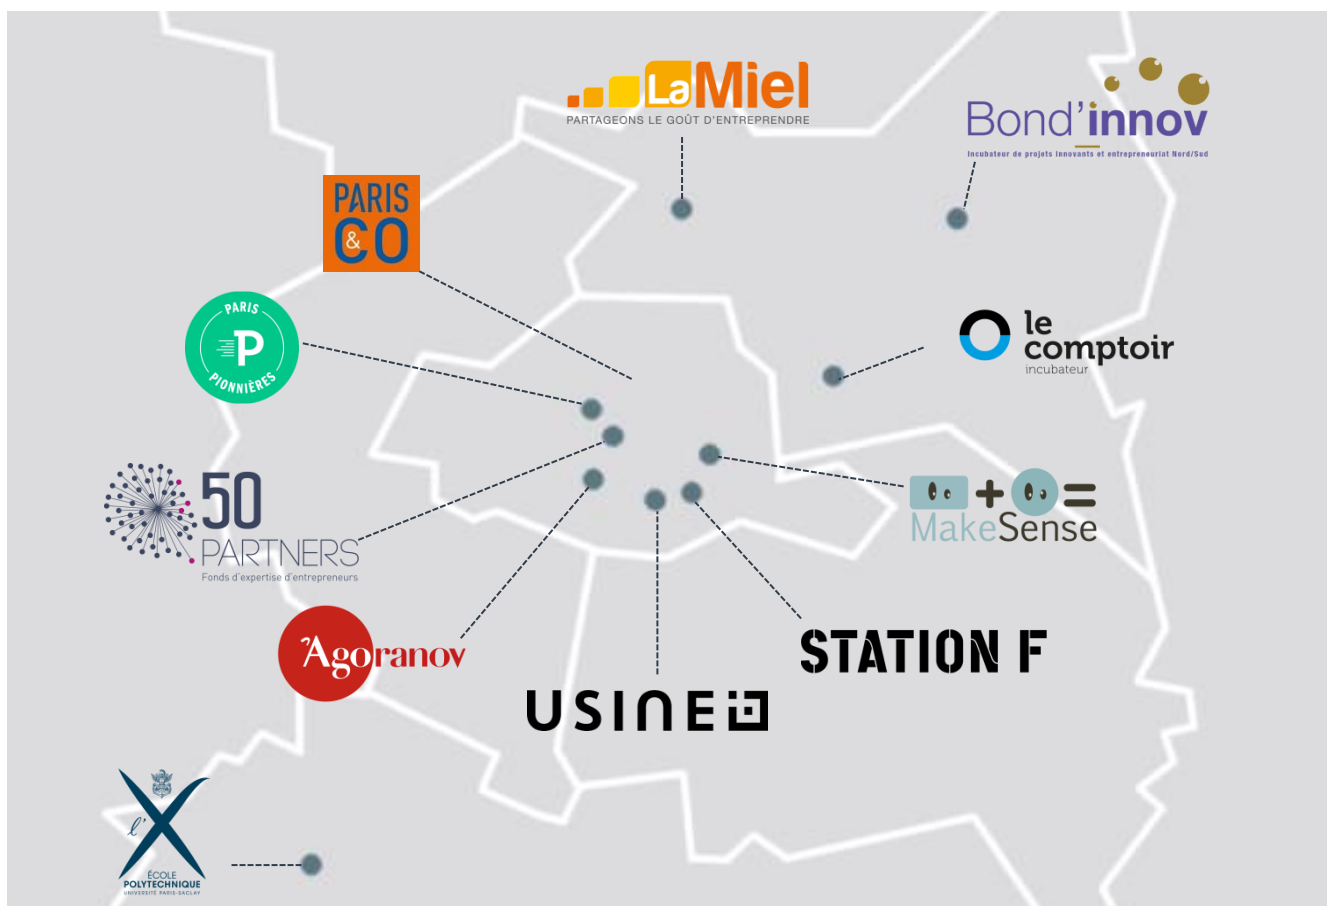 LaMiel
PARTAGEONS LE GOÛT D'ENTREPRENDRE
Bond'innov
Incubateur de projets innovants et entrepreneuriat Nord/Sud
PARIS
& CO
PARIS
P
PIONNIÈRES
le
comptoir
incubateur
50
PARTNERS
Fonds d'expertise d'entrepreneurs
+ =
MakeSense
Agoranov
STATION F
USINE IO
l'X
ÉCOLE
POLYTECHNIQUE
UNIVERSITÉ PARIS-SACLAY